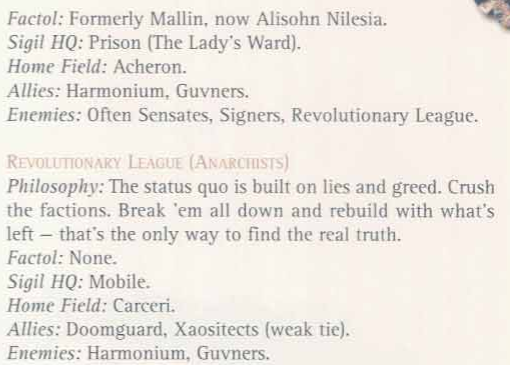 Factol: Formerly Mallin, now Alisohn Nilesia.
Sigil HQ: Prison (The Lady's Ward).
Home Field: Acheron.
Allies: Harmonium, Guvners.
Enemies: Often Sensates, Signers, Revolutionary League.
REVOLUTIONARY LEAGUE (ANARCHISTS)
Philosophy: The status quo is built on lies and greed. Crush
the factions. Break 'em all down and rebuild with what's
left – that's the only way to find the real truth.
Factol: None.
Sigil HQ: Mobile.
Home Field: Carceri.
Allies: Doomguard, Xaositects (weak tie).
Enemies: Harmonium, Guvners.